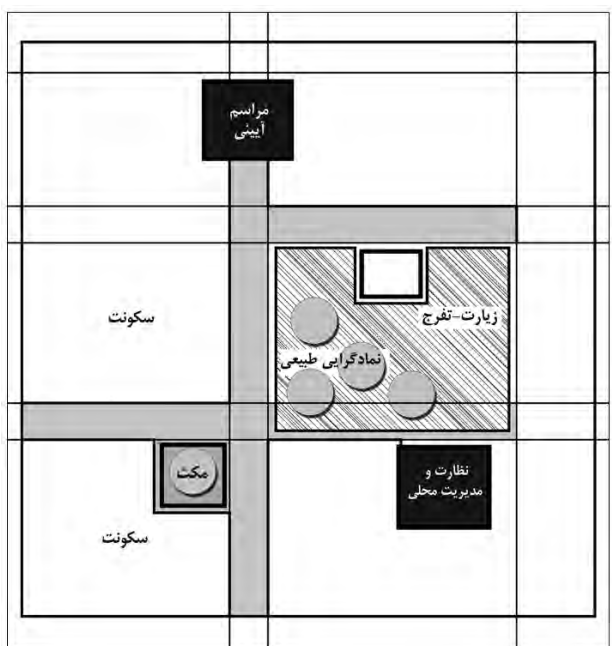 مراسم
آیینی
سکونت
زیارت-تفرج
نمادگرایی طبیعی
مکث
نظارت و
مدیریت محلی
سکونت